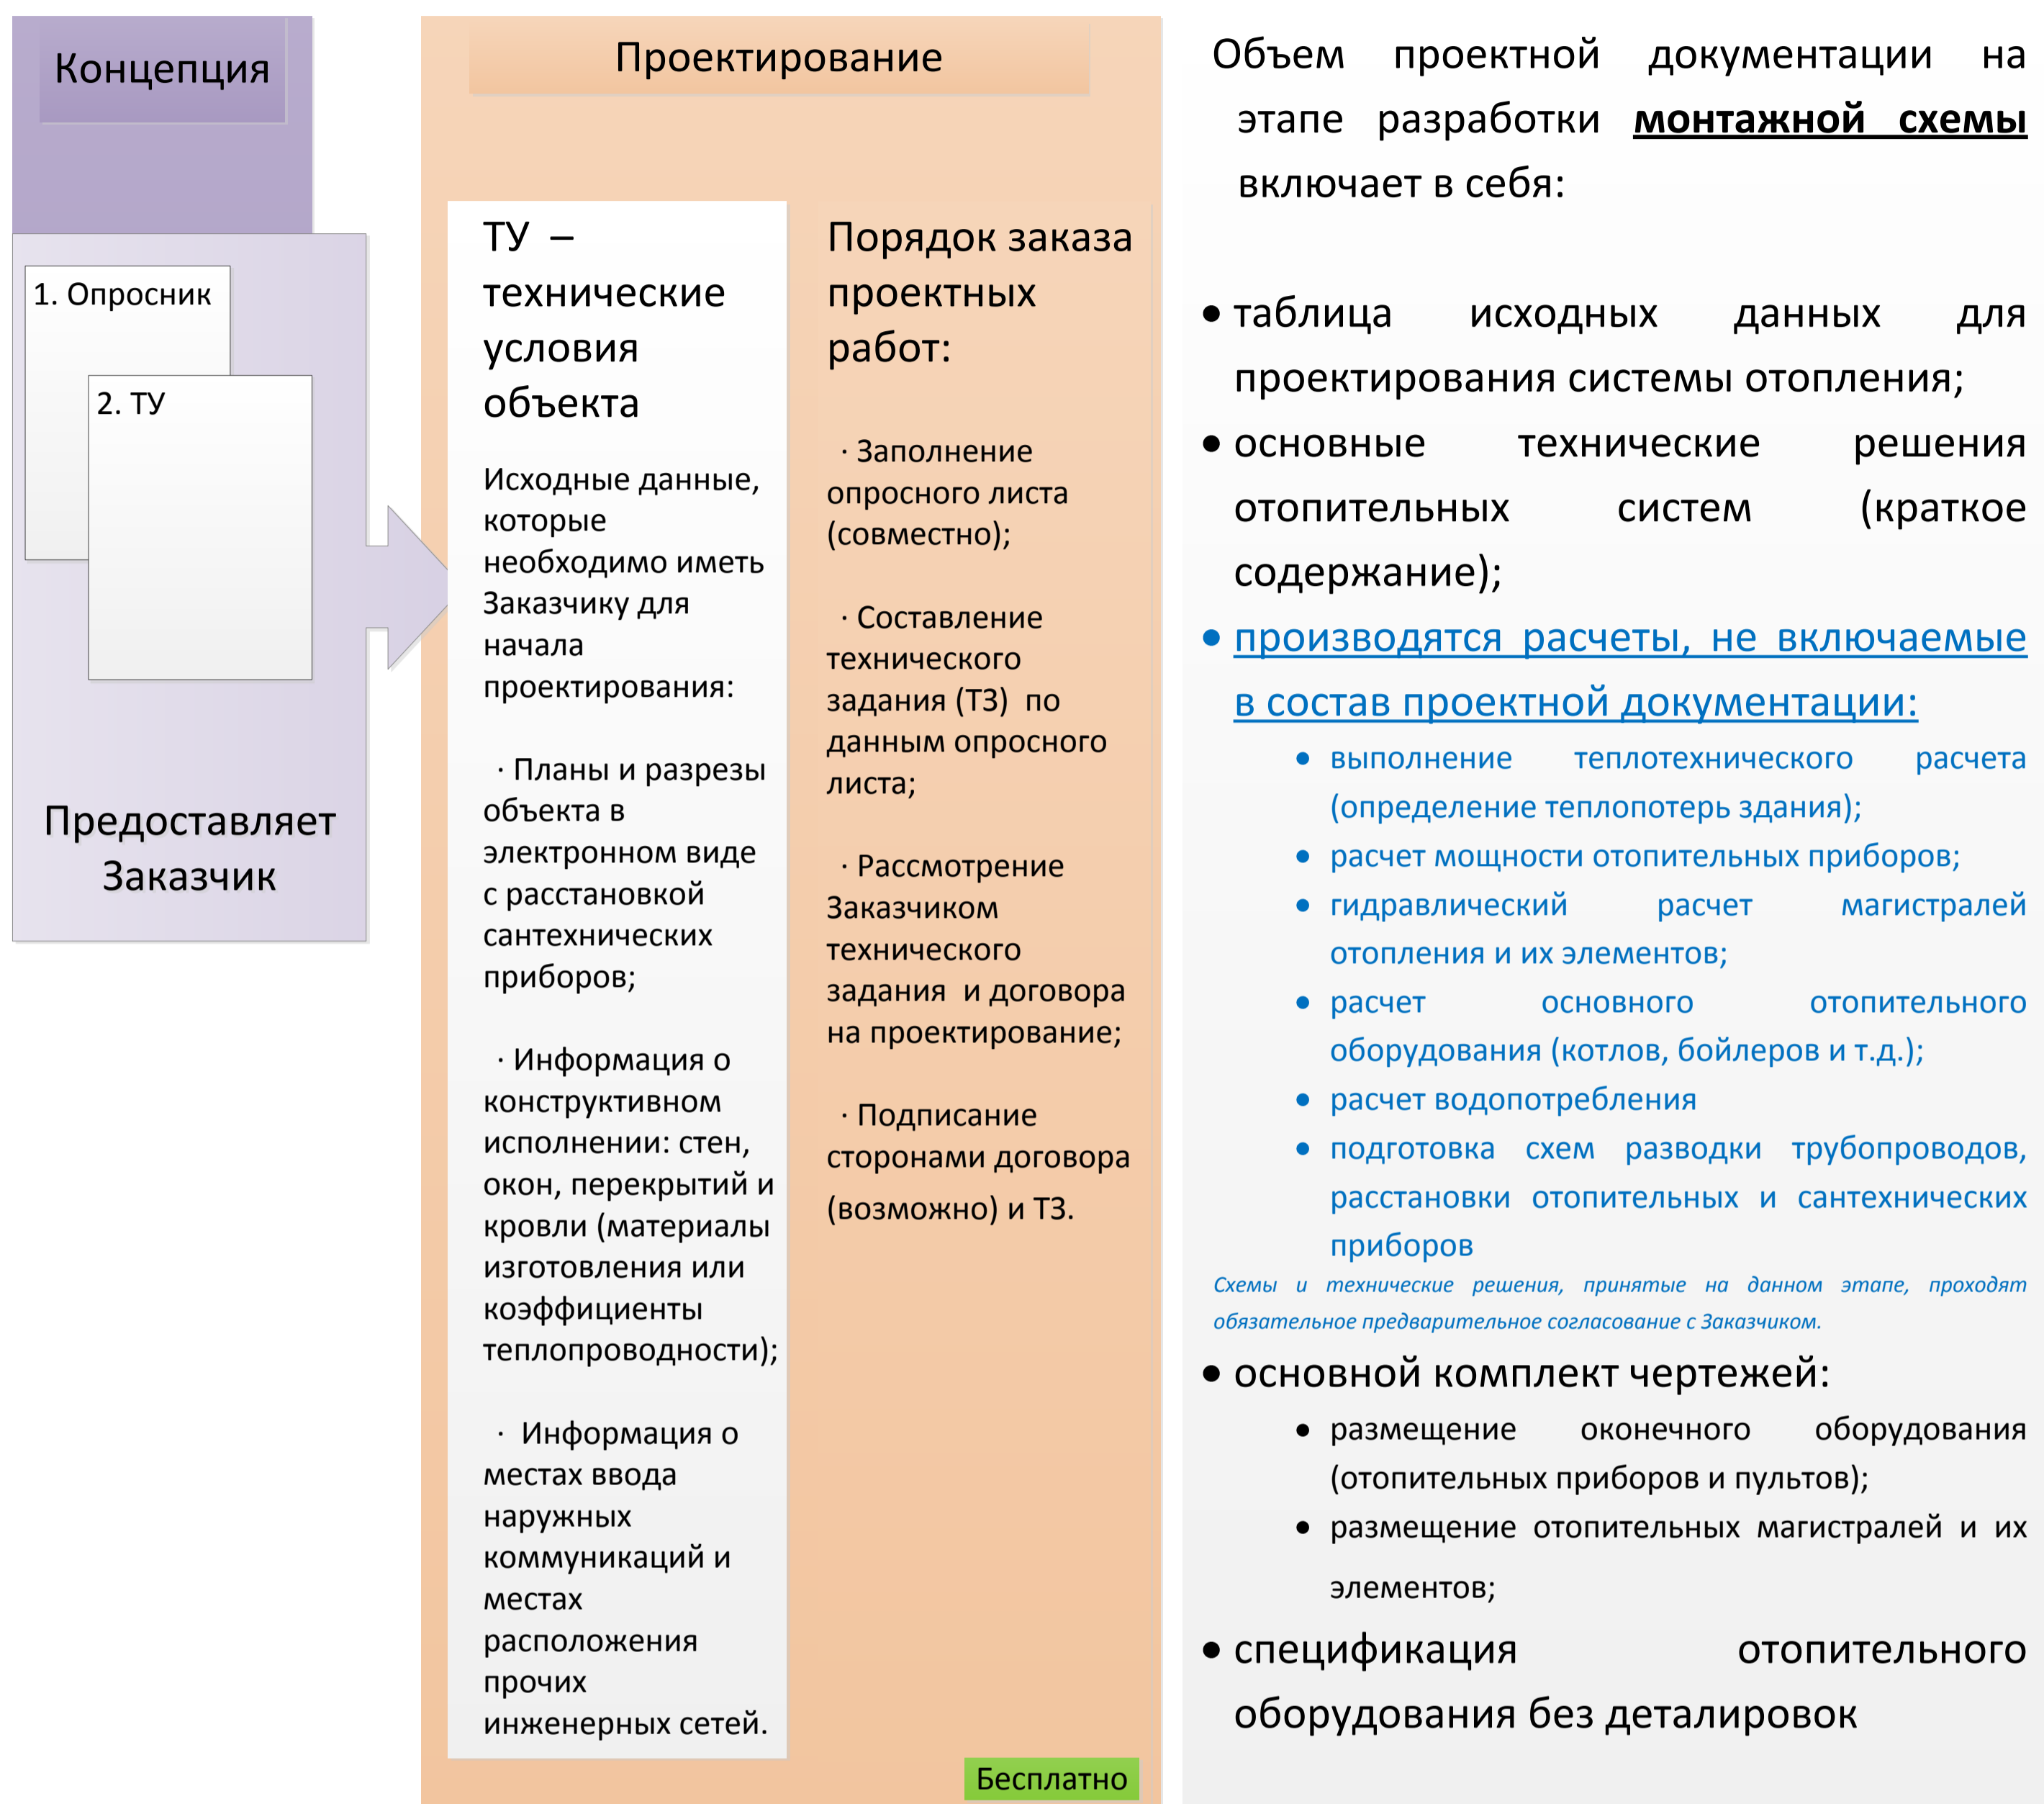 Концепция
1. Опросник
2. ТУ
Предоставляет
Заказчик
Проектирование
ТУ –
технические
условия
объекта
Исходные данные,
которые
необходимо иметь
Заказчику для
начала
проектирования:
· Планы и разрезы
объекта в
электронном виде
с расстановкой
сантехнических
приборов;
· Информация о
конструктивном
исполнении: стен,
окон, перекрытий и
кровли (материалы
изготовления или
коэффициенты
теплопроводности);
· Информация о
местах ввода
наружных
коммуникаций и
местах
расположения
прочих
инженерных сетей.
Порядок заказа
проектных
работ:
· Заполнение
опросного листа
(совместно);
· Составление
технического
задания (ТЗ) по
данным опросного
листа;
· Рассмотрение
Заказчиком
технического
задания и договора
на проектирование;
· Подписание
сторонами договора
(возможно) и ТЗ.
Бесплатно
Объем проектной документации на
этапе разработки монтажной схемы
включает в себя:
• таблица исходных данных для
проектирования системы отопления;
• основные технические решения
отопительных систем (краткое
содержание);
• производятся расчеты, не включаемые
в состав проектной документации:
• выполнение теплотехнического расчета
(определение теплопотерь здания);
• расчет мощности отопительных приборов;
• гидравлический расчет магистралей
отопления и их элементов;
• расчет основного отопительного
оборудования (котлов, бойлеров и т.д.);
• расчет водопотребления
• подготовка схем разводки трубопроводов,
расстановки отопительных и сантехнических
приборов
Схемы и технические решения, принятые на данном этапе, проходят
обязательное предварительное согласование с Заказчиком.
• основной комплект чертежей:
• размещение оконечного оборудования
(отопительных приборов и пультов);
• размещение отопительных магистралей и их
элементов;
• спецификация отопительного
оборудования без деталировок